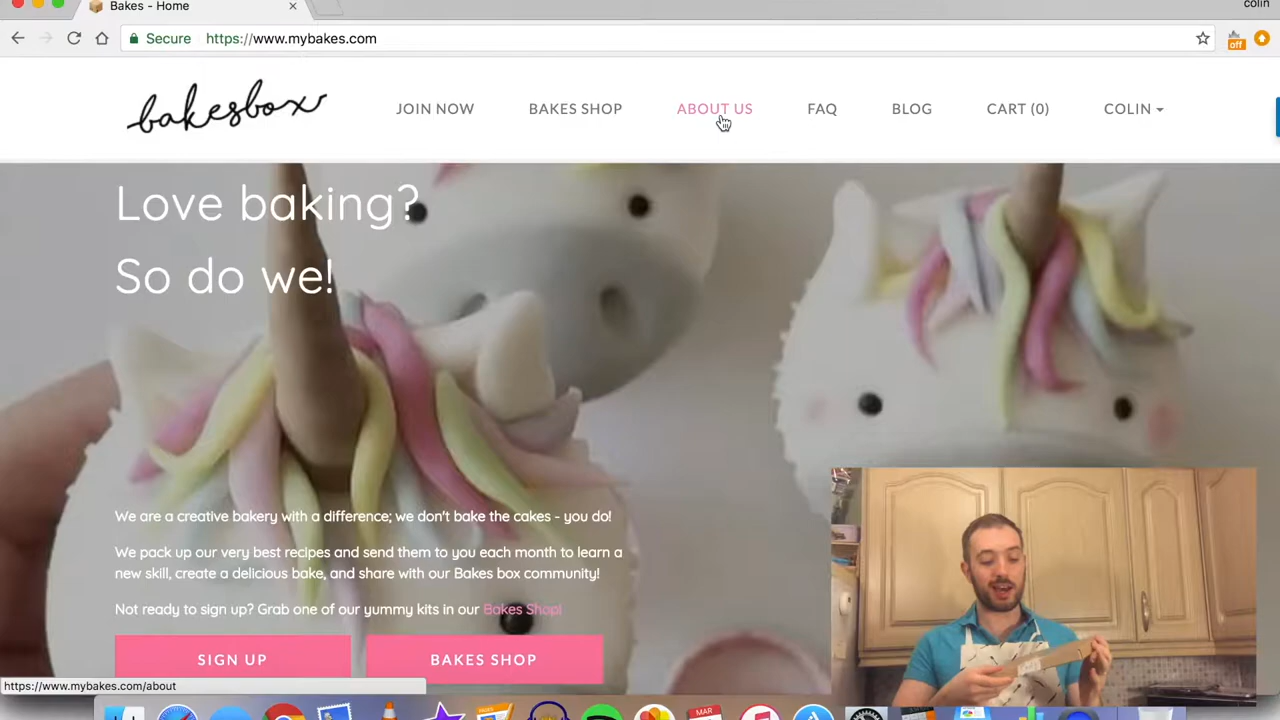 Bakes - Home
colin
Secure https://www.mybakes.com
off
bakesbox
JOIN NOW
BAKES SHOP
ABOUT US
FAQ
BLOG
CART (0)
COLIN
Love baking?
So do we!
We are a creative bakery with a difference; we don't bake the cakes - you do!
We pack up our very best recipes and send them to you each month to learn a
new skill, create a delicious bake, and share with our Bakes box community!
Not ready to sign up? Grab one of our yummy kits in our Bakes Shop!
SIGN UP
BAKES SHOP
https://www.mybakes.com/about
PAGES
MAR